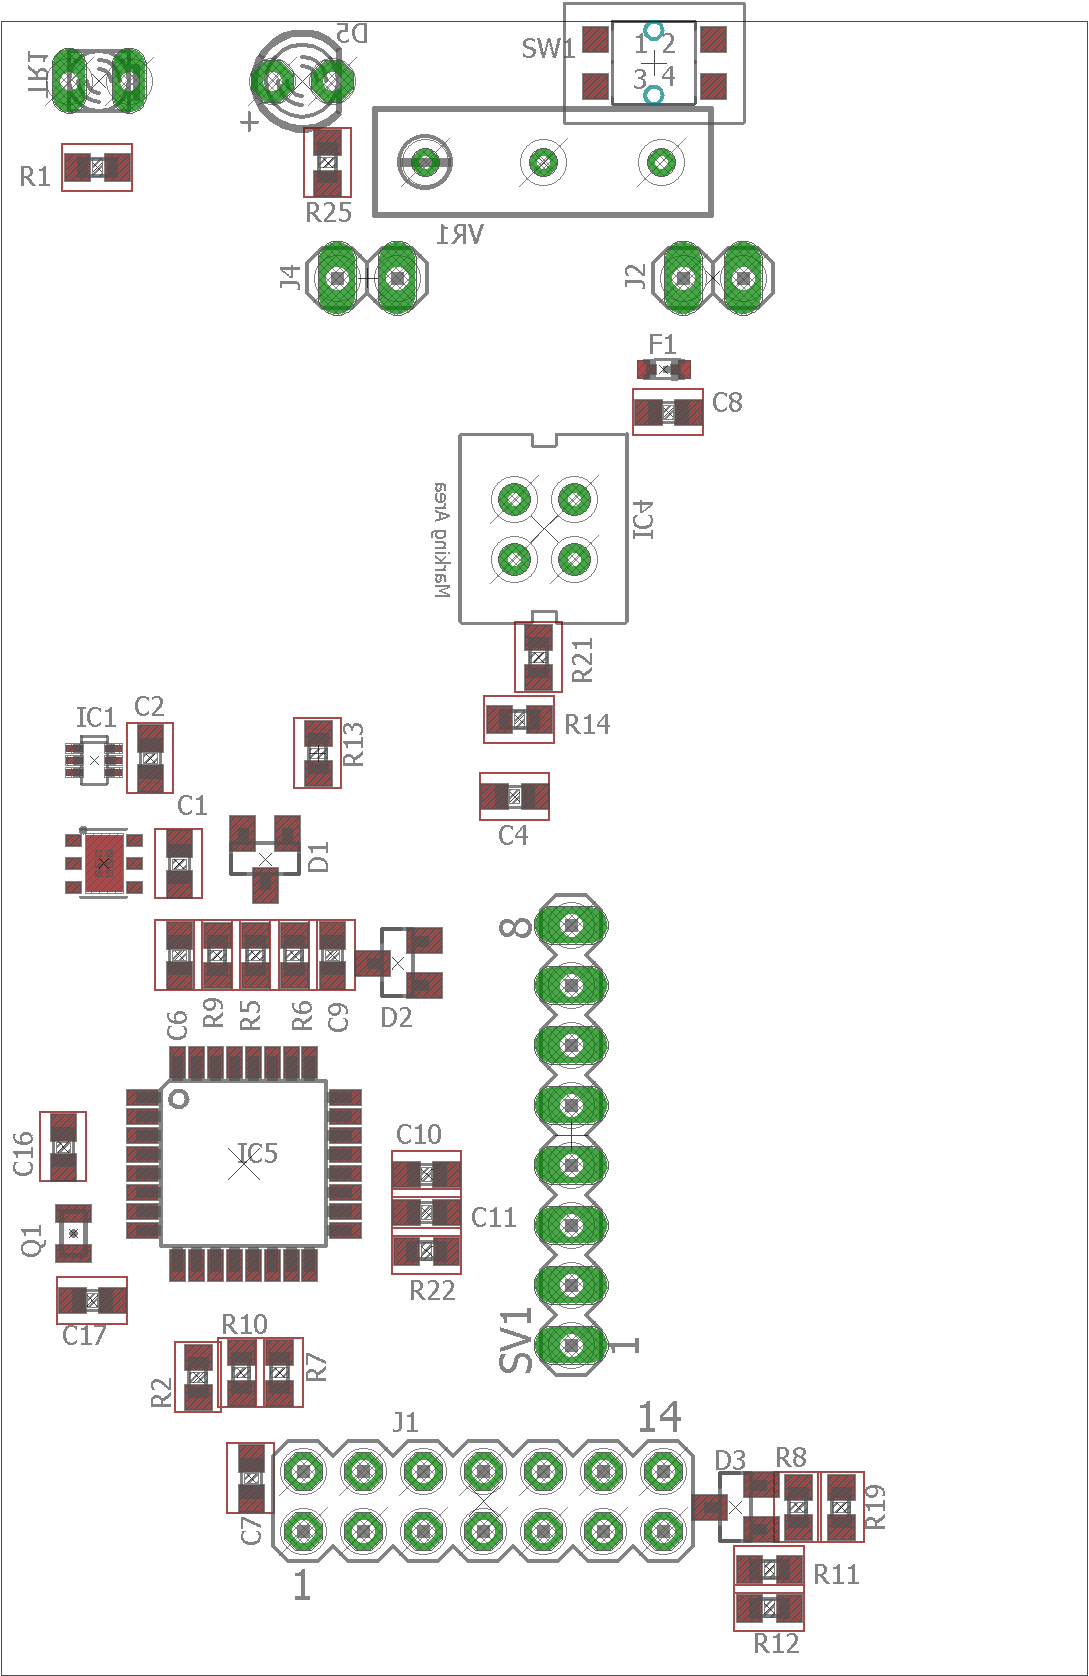 TR1
D5
+
SW1
1 2
3 4
R1
R25
VR1
J4
J2
F1
C8
Marking Area
IC4
R21
R14
C4
IC1
C2
R13
C1
D1
8
C6
R9
R5
R6
C9
D2
C16
IC5
C10
C11
Q1
R22
C17
R10
R7
R2
SV1
1
J1
14
C7
1
D3
R8
R19
R11
R12